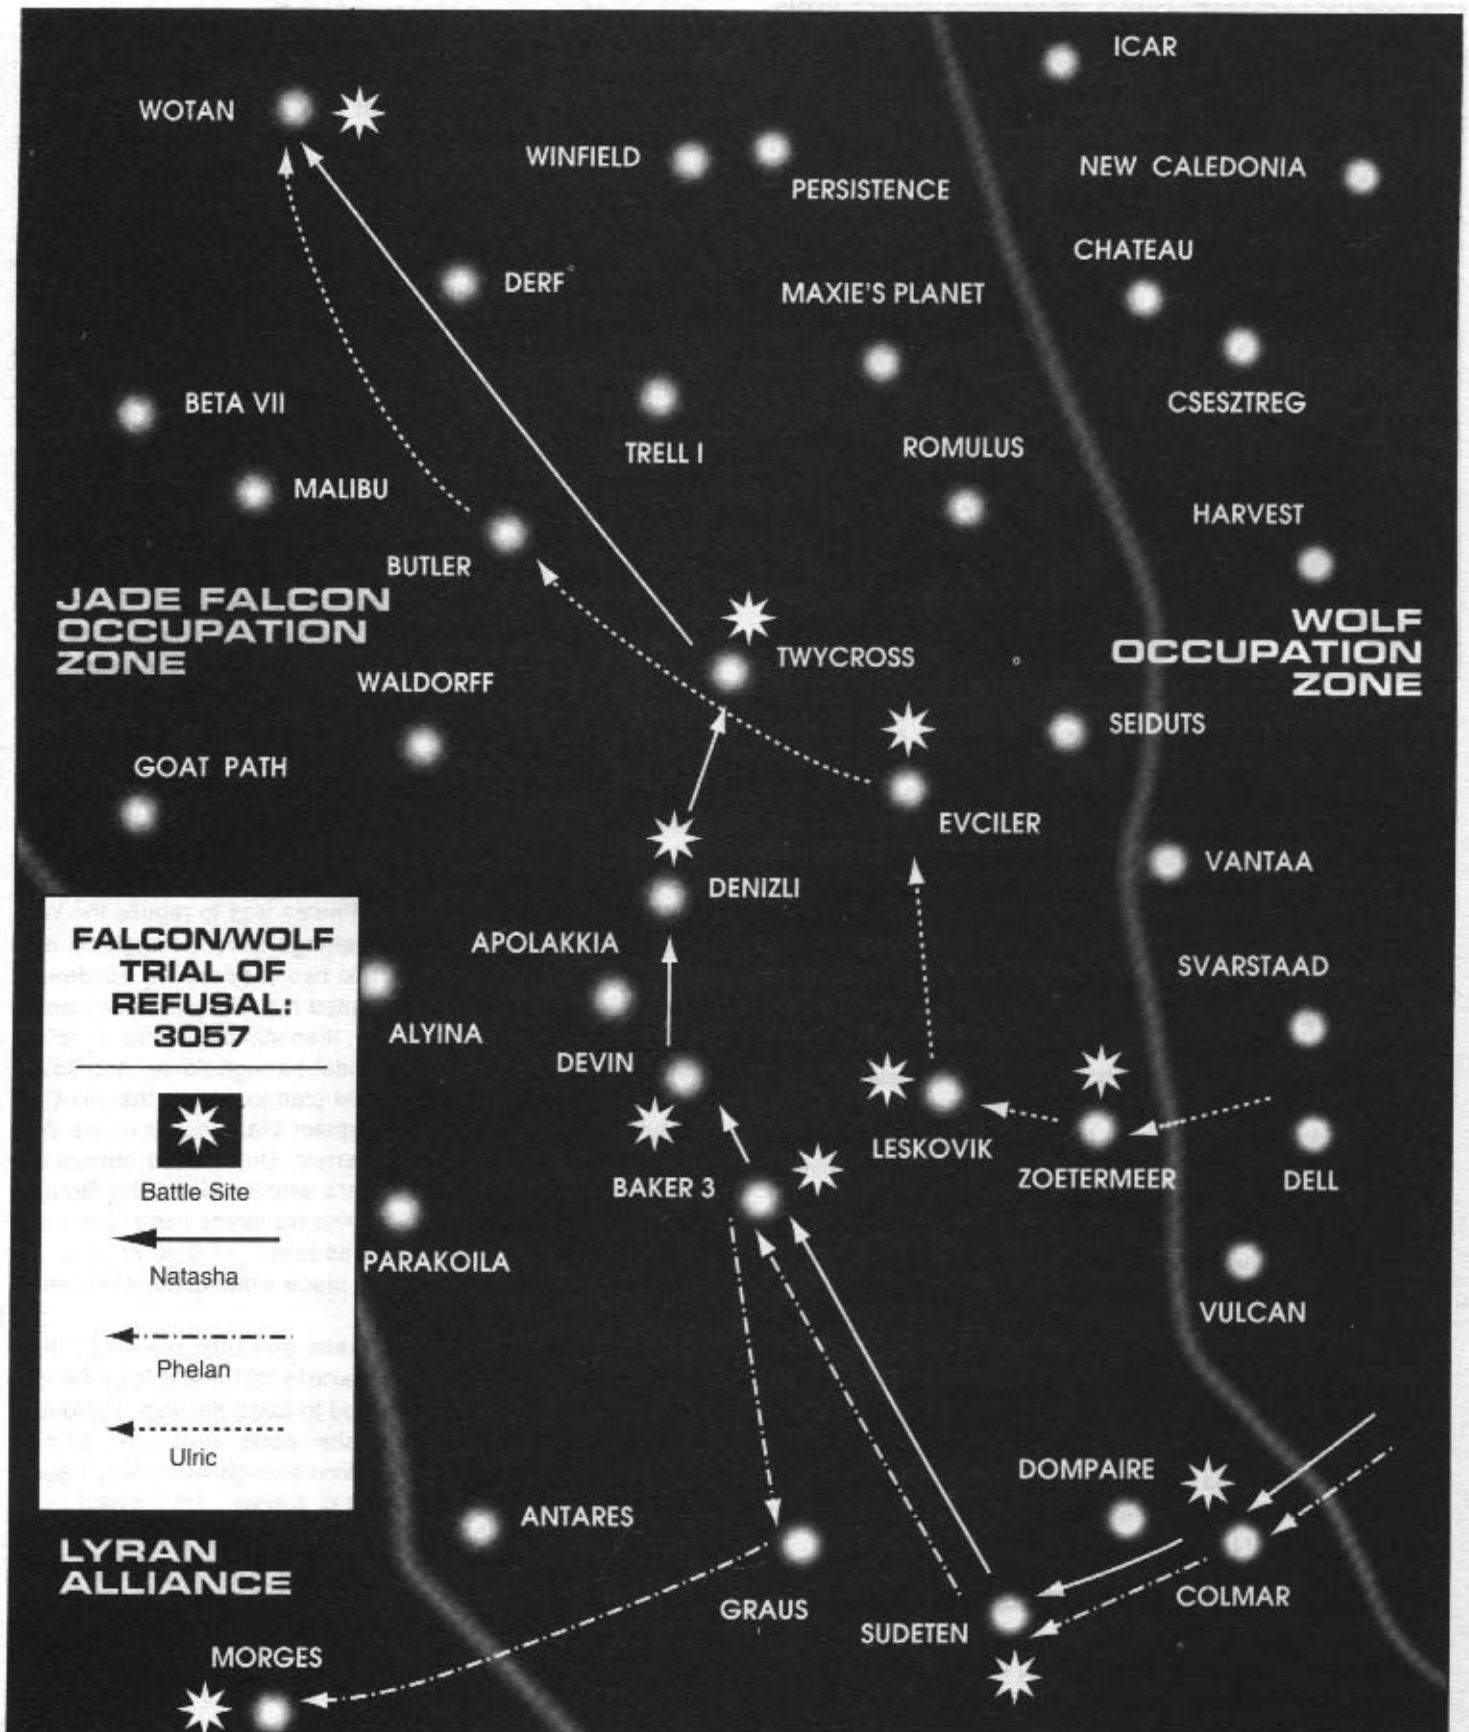 ICAR
WOTAN
WINFIELD
PERSISTENCE
NEW CALEDONIA
CHATEAU
DERF
MAXIE'S PLANET
BETA VII
CSESZTREG
TRELL I
ROMULUS
MALIBU
HARVEST
BUTLER
JADE FALCON
OCCUPATION
ZONE
WOLF
OCCUPATION
ZONE
TWYCROSS
WALDORFF
SEIDUTS
GOAT PATH
EVCILER
VANTAA
DENIZLI
APOLAKKIA
SVARSTAAD
ALYINA
DEVIN
LESKOVIK
ZOETERMEER
DELL
BAKER 3
PARAKOILA
VULCAN
FALCON/WOLF
TRIAL OF
REFUSAL:
3057
Battle Site
Natasha
Phelan
Ulric
DOMPAIRE
ANTARES
LYRAN
ALLIANCE
COLMAR
GRAUS
SUDETEN
MORGES